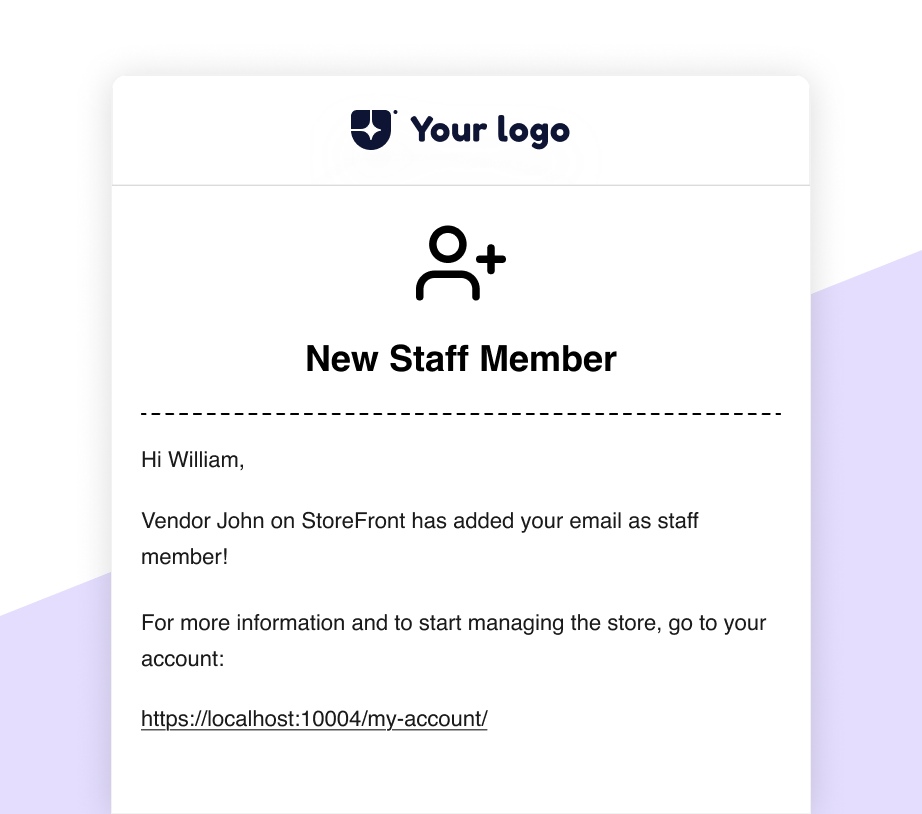 Your logo
New Staff Member
Hi William,
Vendor John on StoreFront has added your email as staff
member!
For more information and to start managing the store, go to your
account:
https://localhost:10004/my-account/